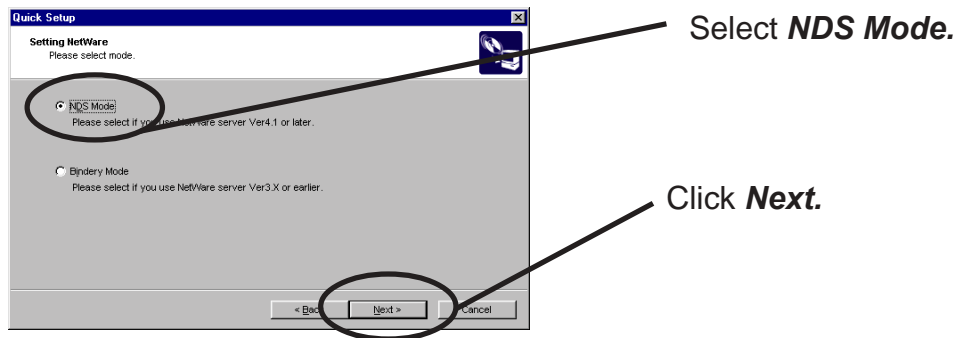 Quick Setup
Setting NetWare
Please select mode.
Select NDS Mode.
NDS Mode
Please select if you use NetWare server Ver4.1 or later.
Bindery Mode
Please select if you use NetWare server Ver3.X or earlier.
Click Next.
< Back
Next >
Cancel